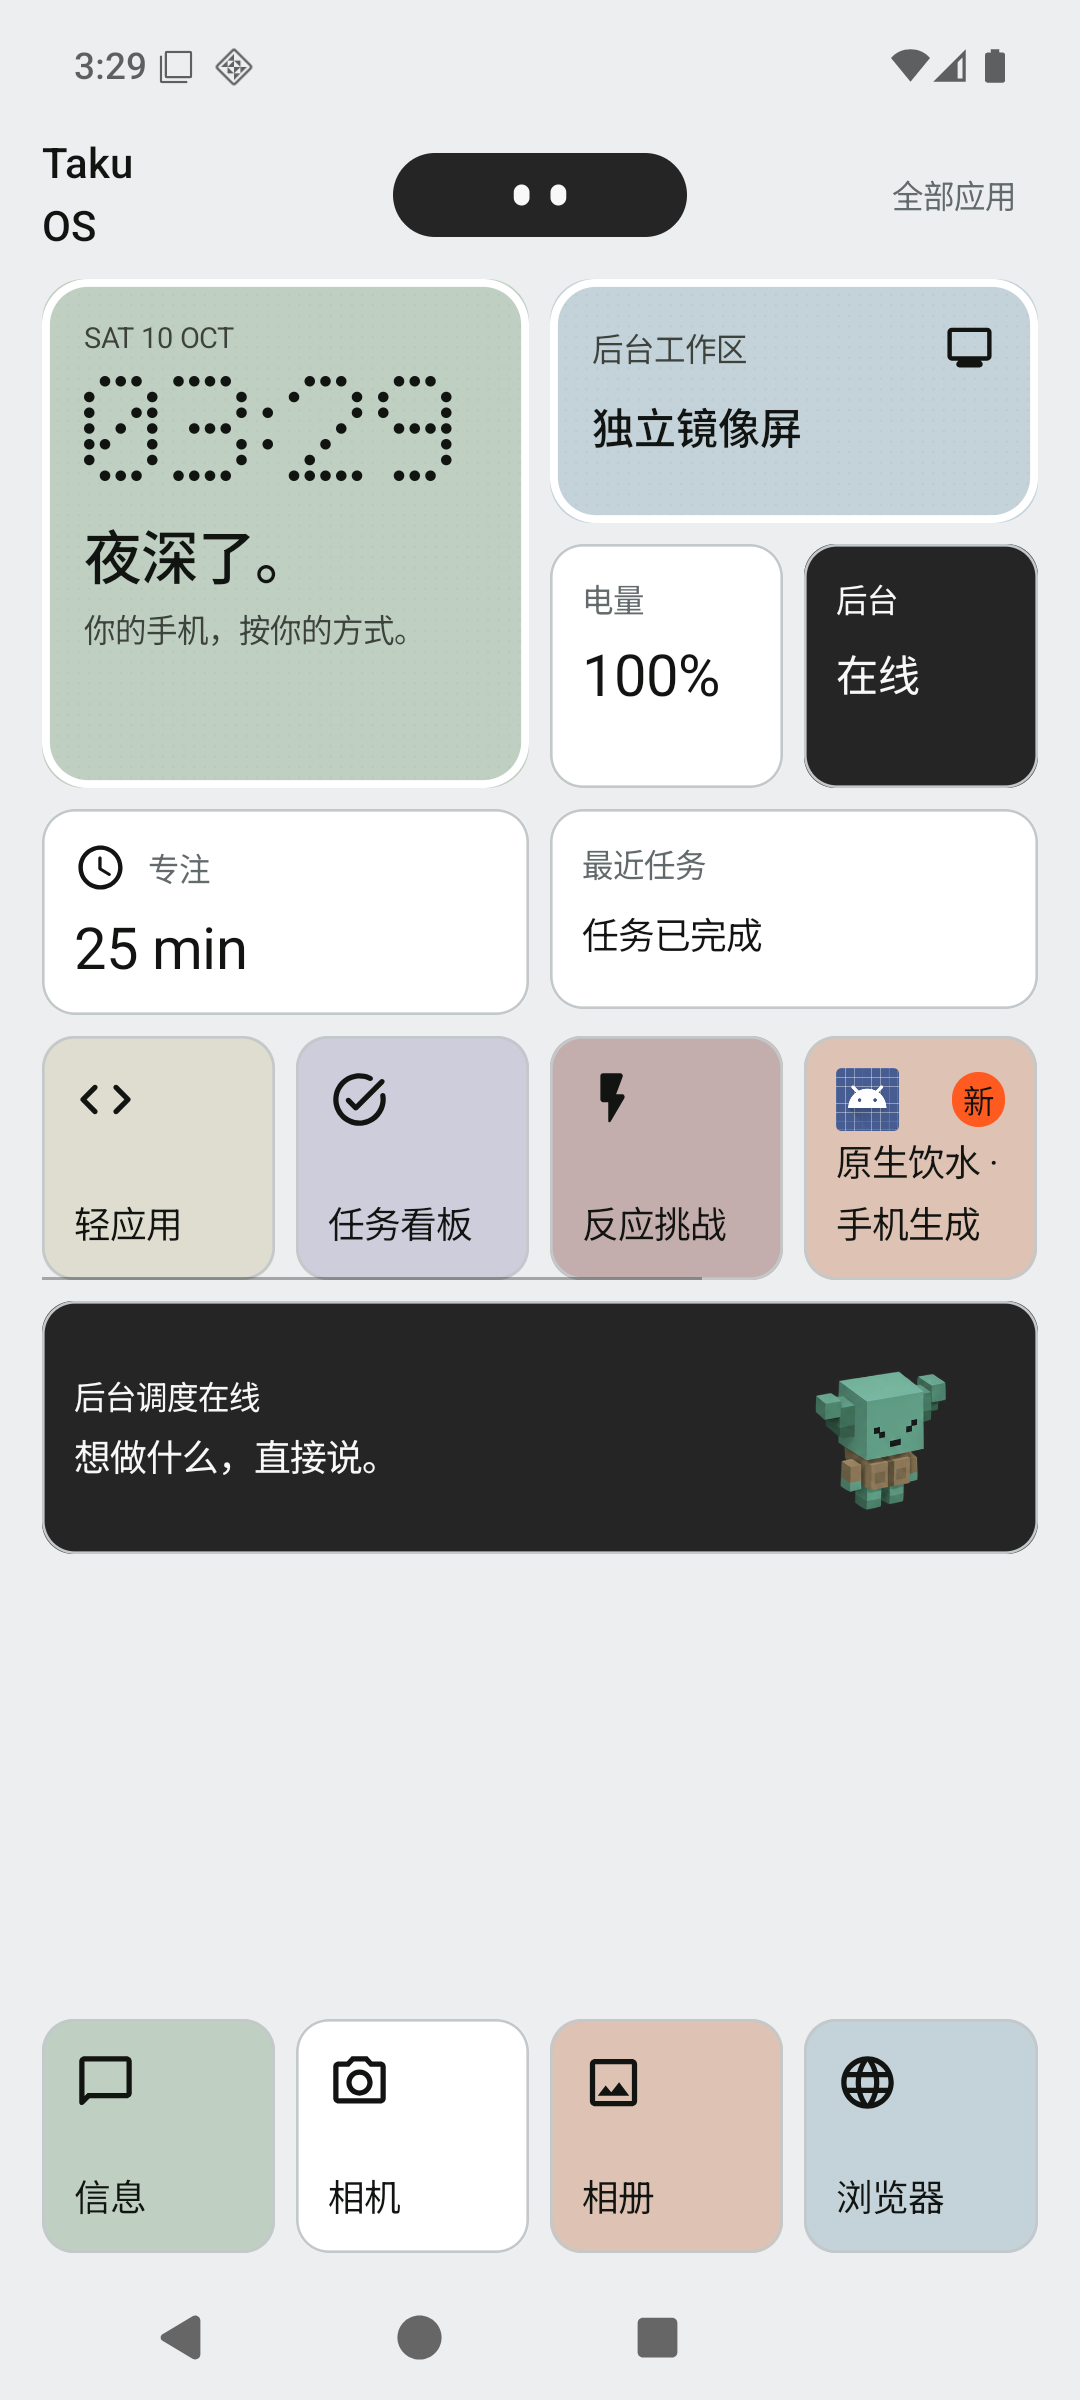 3:29
Taku
OS
全部应用
SAT 10 OCT
03:29
夜深了。
你的手机，按你的方式。
后台工作区
独立镜像屏
电量
100%
后台
在线
专注
25 min
最近任务
任务已完成
轻应用
任务看板
反应挑战
新
原生饮水 ·
手机生成
后台调度在线
想做什么，直接说。
信息
相机
相册
浏览器